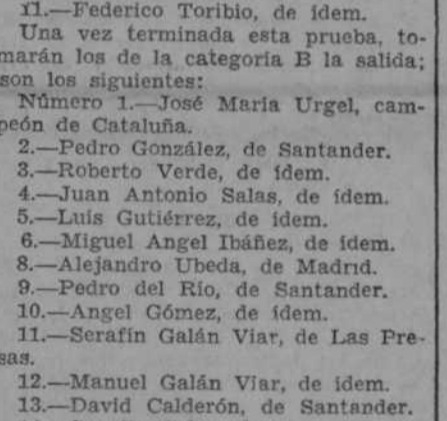 11.—Federico Toribio, de ídem.
Una vez terminada esta prueba, to-
marán los de la categoría B la salida;
son los siguientes:
Número 1.—José María Urgel, cam-
peón de Cataluña.
2.—Pedro González, de Santander.
3.—Roberto Verde, de ídem.
4.—Juan Antonio Salas, de ídem.
5.—Luis Gutiérrez, de ídem.
6.—Miguel Angel Ibáñez, de ídem.
8.—Alejandro Ubeda, de Madrid.
9.—Pedro del Río, de Santander.
10.—Angel Gómez, de ídem.
11.—Serafín Galán Viar, de Las Pre-
sas.
12.—Manuel Galán Viar, de ídem.
13.—David Calderón, de Santander.